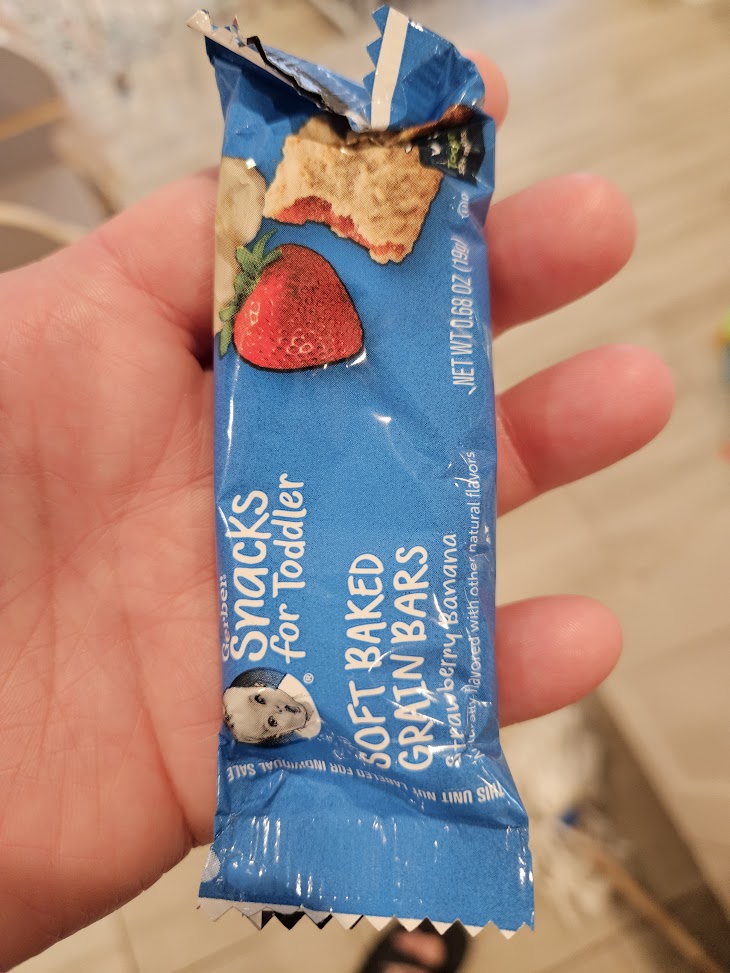 Gerber®
Snacks
for Toddler
SOFT BAKED
GRAIN BARS
Strawberry Banana
Naturally flavored with other natural flavors
NET WT 0.68 OZ (19g)
THIS UNIT NOT LABELED FOR INDIVIDUAL SALE